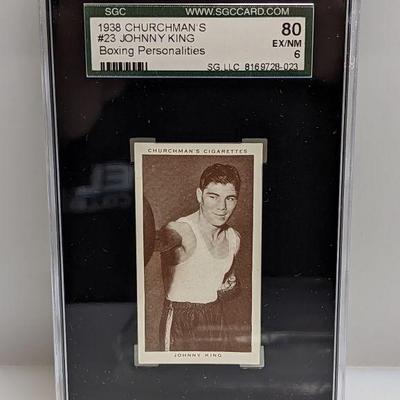 SGC
WWW.SGCCARD.COM
1938 CHURCHMAN'S
#23 JOHNNY KING
Boxing Personalities
80
EX/NM
6
SG, LLC 8169728-023
CHURCHMAN'S CIGARETTES
JOHNNY KING